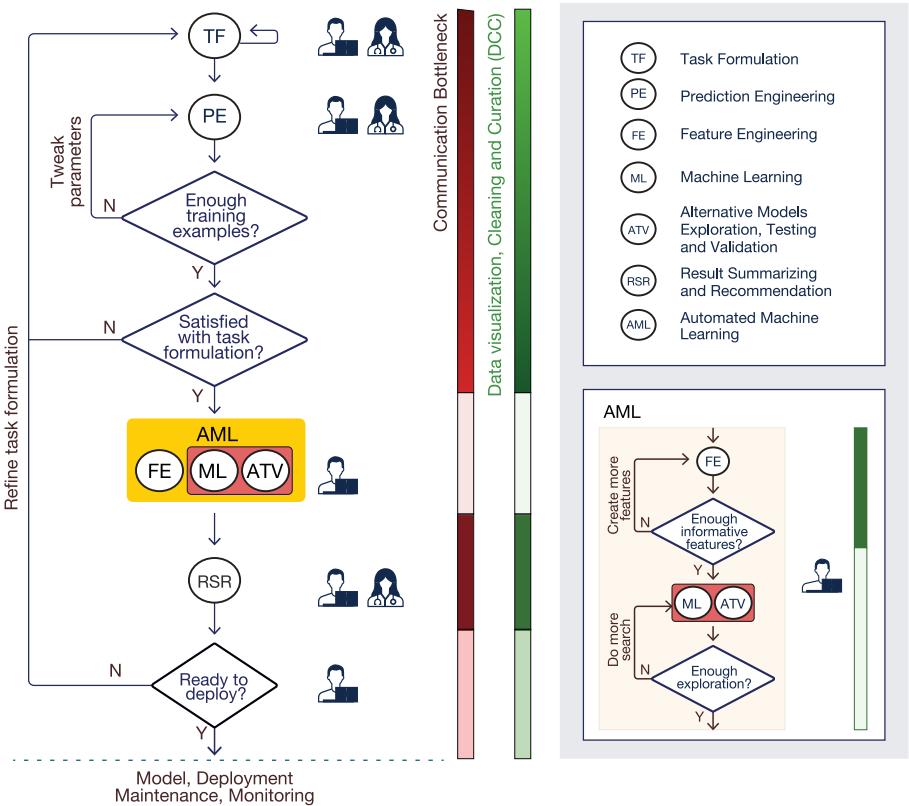 TF
PE
Tweak
parameters
N
Enough
training
examples?
Y
N
Satisfied
with task
formulation?
Y
Refine task formulation
AML
FE
ML
ATV
RSR
N
Ready to
deploy?
Y
Model, Deployment
Maintenance, Monitoring
Communication Bottleneck
Data visualization, Cleaning and Curation (DCC)
TF
Task Formulation
PE
Prediction Engineering
FE
Feature Engineering
ML
Machine Learning
ATV
Alternative Models
Exploration, Testing
and Validation
RSR
Result Summarizing
and Recommendation
AML
Automated Machine
Learning
AML
FE
Create more
features
N
Enough
informative
features?
Y
ML
ATV
Do more
search
N
Enough
exploration?
Y